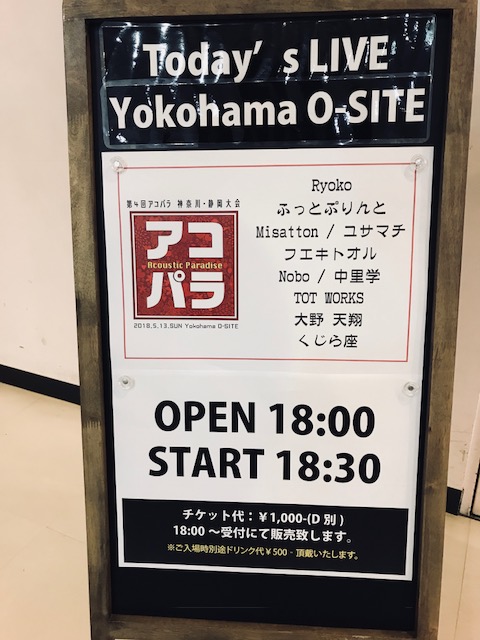 Today's LIVE
Yokohama O-SITE
第4回アコパラ 神奈川・静岡大会
アコ
Acoustic Paradise
パラ
2018.5.13.SUN Yokohama O-SITE
Ryoko
ふっとぷりんと
Misatton / ユサマチ
フエキトオル
Nobo / 中里学
TOT WORKS
大野 天翔
くじら座
OPEN 18:00
START 18:30
チケット代：￥1,000-(D 別)
18:00 ～受付にて販売致します。
※ご入場時別途ドリンク代￥500‐頂戴いたします。